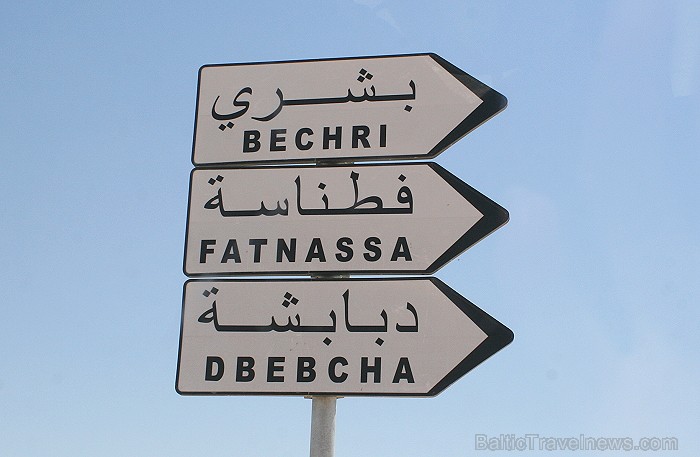 بشري
BECHRI
فطناسة
FATNASSA
دبابشة
DBEBCHA
BalticTravelnews.com